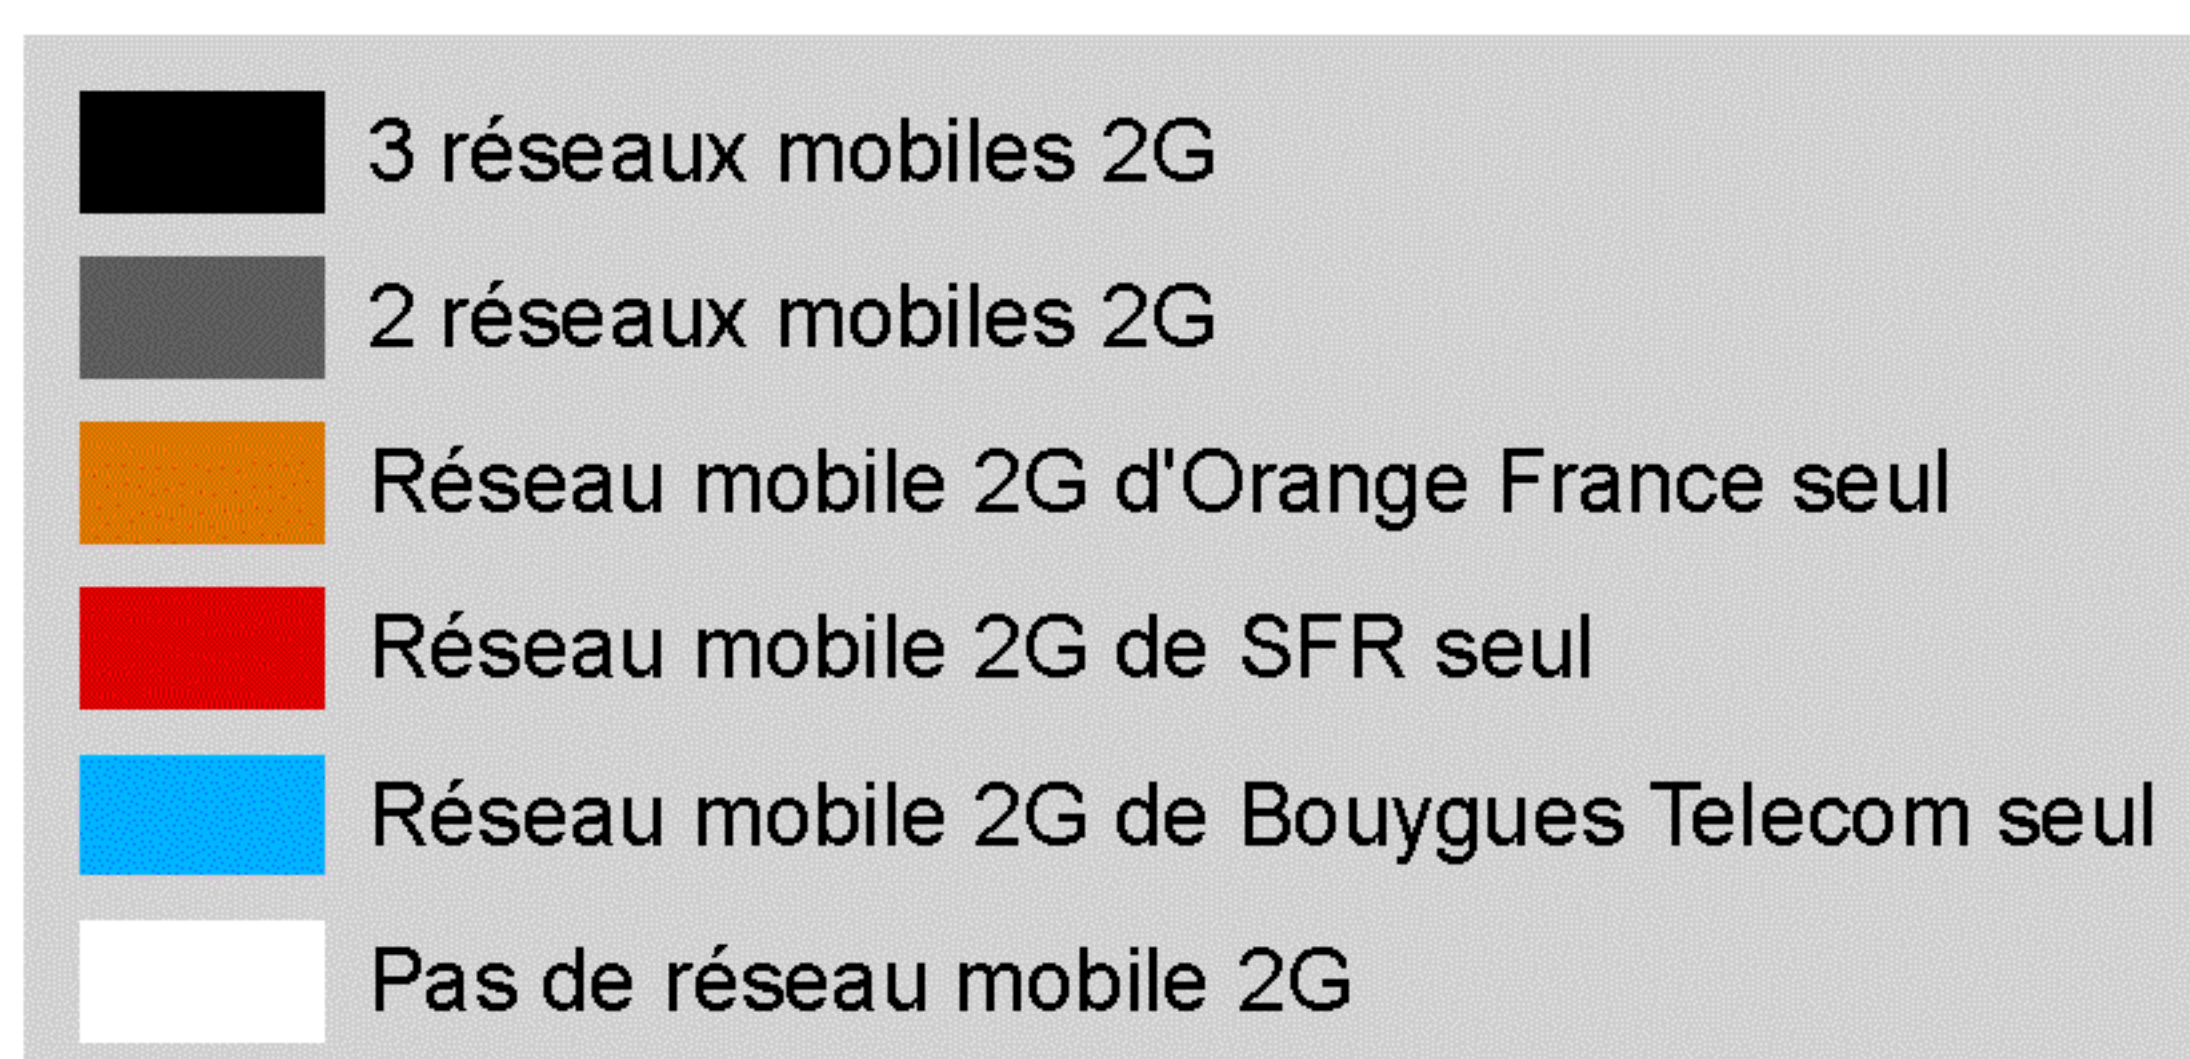 3 réseaux mobiles 2G
2 réseaux mobiles 2G
Réseau mobile 2G d'Orange France seul
Réseau mobile 2G de SFR seul
Réseau mobile 2G de Bouygues Telecom seul
Pas de réseau mobile 2G